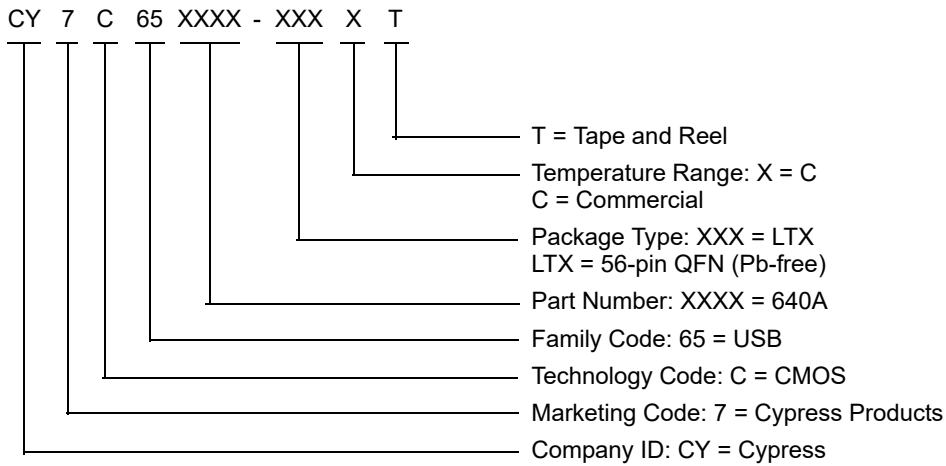 CY 7 C 65 XXXX - XXX X T
T = Tape and Reel
Temperature Range: X = C
C = Commercial
Package Type: XXX = LTX
LTX = 56-pin QFN (Pb-free)
Part Number: XXXX = 640A
Family Code: 65 = USB
Technology Code: C = CMOS
Marketing Code: 7 = Cypress Products
Company ID: CY = Cypress